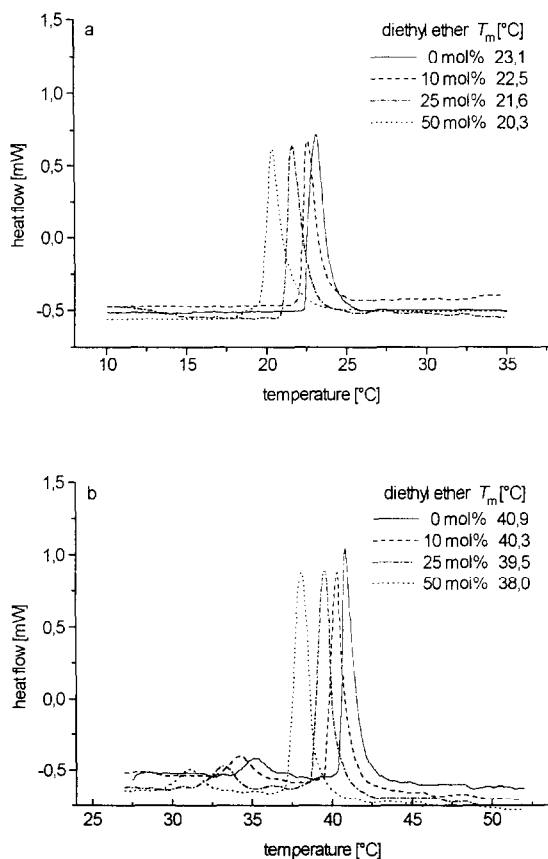 a
diethyl ether Tm [°C]
0 mol% 23,1
10 mol% 22,5
25 mol% 21,6
50 mol% 20,3
1,5
1,0
0,5
0,0
-0,5
heat flow [mW]
10 15 20 25 30 35
temperature [°C]
b
diethyl ether Tm [°C]
0 mol% 40,9
10 mol% 40,3
25 mol% 39,5
50 mol% 38,0
1,5
1,0
0,5
0,0
-0,5
heat flow [mW]
25 30 35 40 45 50
temperature [°C]